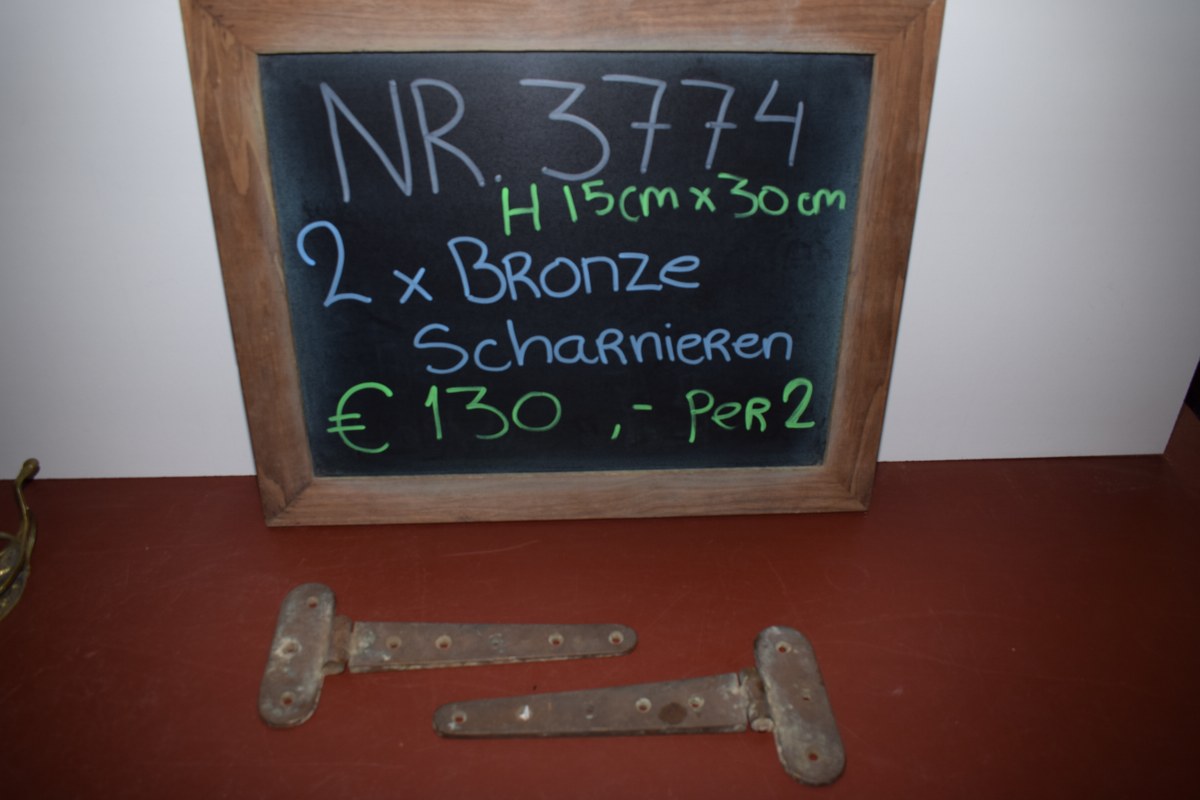 NR. 3774
H 15cm x 30cm
2 x Bronze
Scharnieren
€ 130,- Per 2